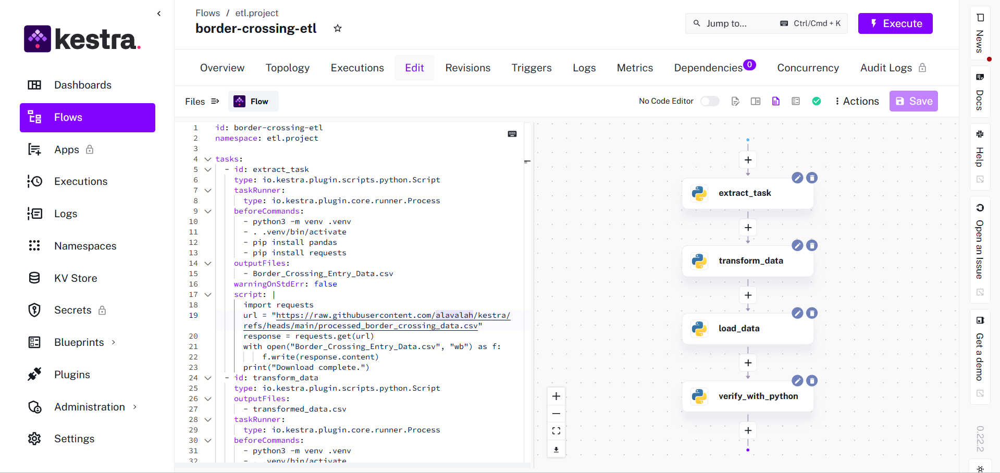 kestra.
Dashboards
Flows
Apps
Executions
Logs
Namespaces
KV Store
Secrets
Blueprints
Plugins
Administration
Settings
Flows / etl.project
border-crossing-etl
Jump to...
Ctrl/Cmd + K
Execute
Overview
Topology
Executions
Edit
Revisions
Triggers
Logs
Metrics
Dependencies 0
Concurrency
Audit Logs
Files
Flow
No Code Editor
Actions
Save
1 id: border-crossing-etl
2 namespace: etl.project
3
4 tasks:
5 - id: extract_task
6 type: io.kestra.plugin.scripts.python.Script
7 taskRunner:
8 type: io.kestra.plugin.core.runner.Process
9 beforeCommands:
10 - python3 -m venv .venv
11 - . .venv/bin/activate
12 - pip install pandas
13 - pip install requests
14 outputFiles:
15 - Border_Crossing_Entry_Data.csv
16 warningOnStdErr: false
17 script: |
18 import requests
19 url = "https://raw.githubusercontent.com/alavalah/kestra/
refs/heads/main/processed_border_crossing_data.csv"
20 response = requests.get(url)
21 with open("Border_Crossing_Entry_Data.csv", "wb") as f:
22 f.write(response.content)
23 print("Download complete.")
24 - id: transform_data
25 type: io.kestra.plugin.scripts.python.Script
26 outputFiles:
27 - transformed_data.csv
28 taskRunner:
29 type: io.kestra.plugin.core.runner.Process
30 beforeCommands:
31 - python3 -m venv .venv
32 - . .venv/bin/activate
extract_task
transform_data
load_data
verify_with_python
News
Docs
Help
Open an Issue
Get a demo
0.22.2